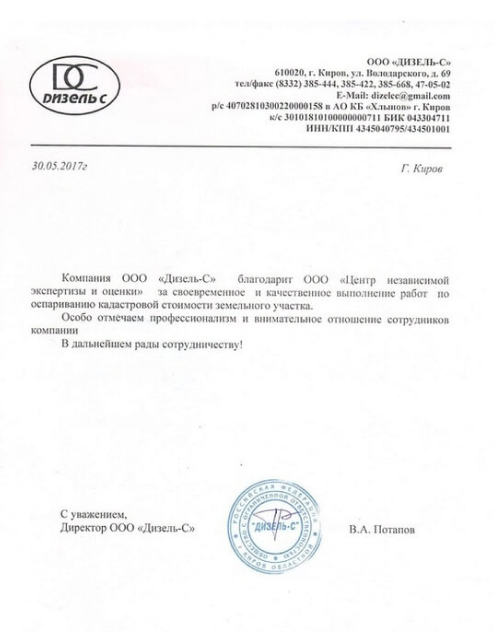 DC
Dизель С
ООО «ДИЗЕЛЬ-С»
610020, г. Киров, ул. Володарского, д. 69
тел/факс (8332) 385-444, 385-422, 385-668, 47-05-02
E-Mail: dizelec@gmail.com
р/с 40702810300220000158 в АО КБ «Хлынов» г. Киров
к/с 30101810100000000711 БИК 043304711
ИНН/КПП 4345040795/434501001
30.05.2017г
Г. Киров
Компания ООО «Дизель-С» благодарит ООО «Центр независимой
экспертизы и оценки» за своевременное и качественное выполнение работ по
оспариванию кадастровой стоимости земельного участка.
Особо отмечаем профессионализм и внимательное отношение сотрудников
компании
В дальнейшем рады сотрудничеству!
С уважением,
Директор ООО «Дизель-С»
В.А. Потапов
РОССИЙСКАЯ ФЕДЕРАЦИЯ
ОБЩЕСТВО С ОГРАНИЧЕННОЙ ОТВЕТСТВЕННОСТЬЮ
"ДИЗЕЛЬ-С"